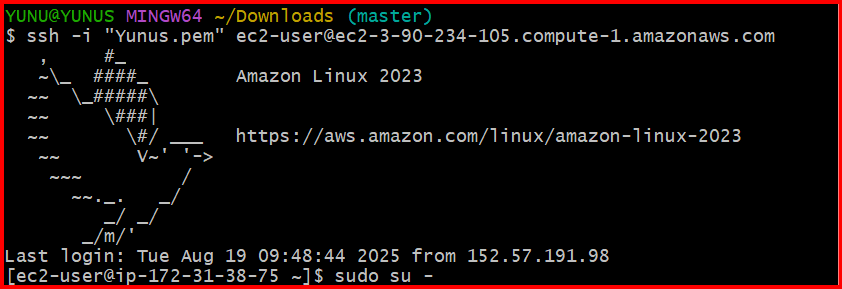 YUNU@YUNUS MINGW64 ~/Downloads (master)
$ ssh -i "Yunus.pem" ec2-user@ec2-3-90-234-105.compute-1.amazonaws.com
   ,     #_
   ~\_  ####_        Amazon Linux 2023
  ~~  \_#####\
  ~~     \###|
  ~~       \#/ ___   https://aws.amazon.com/linux/amazon-linux-2023
   ~~       V~' '->
    ~~~         /
      ~~._.   _/
         _/ _/
       _/m/'
Last login: Tue Aug 19 09:48:44 2025 from 152.57.191.98
[ec2-user@ip-172-31-38-75 ~]$ sudo su -